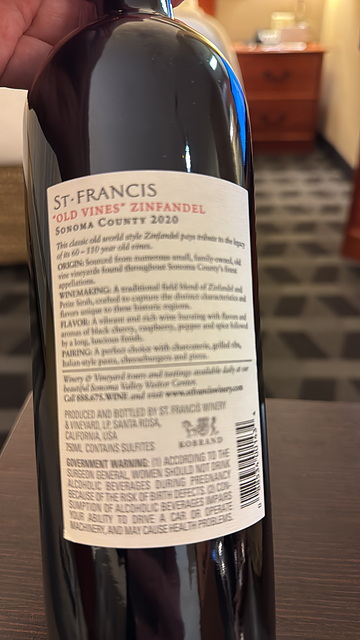 ST·FRANCIS
"OLD VINES" ZINFANDEL
SONOMA COUNTY 2020
This classic old world style Zinfandel pays tribute to the legacy
of its 60–110 year old vines.
ORIGIN: Sourced from numerous small, family-owned, old
vine vineyards found throughout Sonoma County's finest
appellations.
WINEMAKING: A traditional field blend of Zinfandel and
Petite Sirah, crafted to capture the distinct characteristics and
flavors unique to these historic regions.
FLAVOR: A vibrant and rich wine bursting with flavors and
aromas of black cherry, raspberry, pepper and spice followed
by a long, luscious finish.
PAIRING: A perfect choice with charcuterie, grilled ribs,
Italian-style pasta, cheeseburgers and pizza.
Winery & Vineyard tours and tastings available daily at our
beautiful Sonoma Valley Visitor Center.
Call 888.675.WINE and visit www.stfranciswinery.com
PRODUCED AND BOTTLED BY ST. FRANCIS WINERY
& VINEYARD, LP, SANTA ROSA,
CALIFORNIA, USA
750ML CONTAINS SULFITES
KOBRAND
GOVERNMENT WARNING: (1) ACCORDING TO THE
SURGEON GENERAL, WOMEN SHOULD NOT DRINK
ALCOHOLIC BEVERAGES DURING PREGNANCY
BECAUSE OF THE RISK OF BIRTH DEFECTS. (2) CON-
SUMPTION OF ALCOHOLIC BEVERAGES IMPAIRS
YOUR ABILITY TO DRIVE A CAR OR OPERATE
MACHINERY, AND MAY CAUSE HEALTH PROBLEMS.